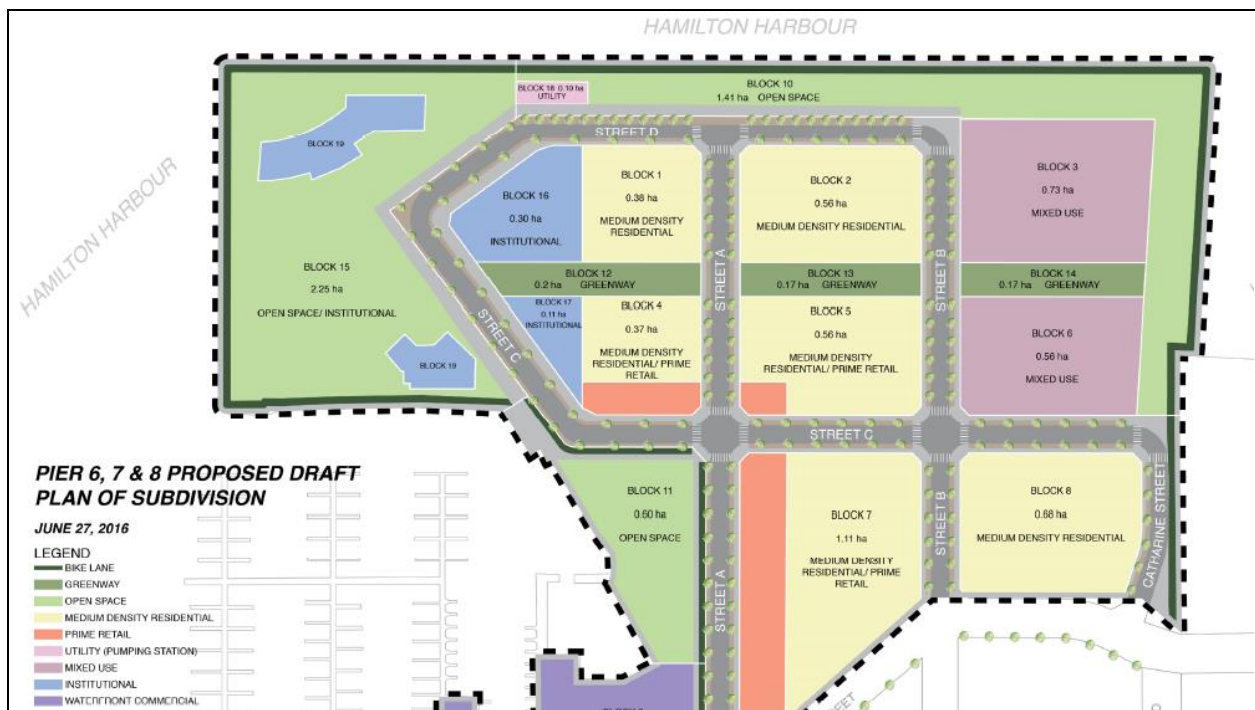 HAMILTON HARBOUR
HAMILTON HARBOUR
BLOCK 10
1.41 ha OPEN SPACE
BLOCK 18 0.10 ha
UTILITY
STREET D
BLOCK 19
BLOCK 16
0.30 ha
INSTITUTIONAL
BLOCK 1
0.38 ha
MEDIUM DENSITY
RESIDENTIAL
STREET A
BLOCK 2
0.56 ha
MEDIUM DENSITY RESIDENTIAL
STREET B
BLOCK 3
0.73 ha
MIXED USE
BLOCK 15
2.25 ha
OPEN SPACE/ INSTITUTIONAL
BLOCK 12
0.2 ha GREENWAY
BLOCK 13
0.17 ha GREENWAY
BLOCK 14
0.17 ha GREENWAY
BLOCK 17
0.11 ha
INSTITUTIONAL
BLOCK 4
0.37 ha
MEDIUM DENSITY
RESIDENTIAL/ PRIME
RETAIL
BLOCK 5
0.56 ha
MEDIUM DENSITY
RESIDENTIAL/ PRIME RETAIL
BLOCK 6
0.56 ha
MIXED USE
BLOCK 19
STREET C
STREET C
BLOCK 11
0.60 ha
OPEN SPACE
STREET A
BLOCK 7
1.11 ha
MEDIUM DENSITY
RESIDENTIAL/ PRIME
RETAIL
STREET B
BLOCK 8
0.68 ha
MEDIUM DENSITY RESIDENTIAL
CATHARINE STREET
PIER 6, 7 & 8 PROPOSED DRAFT
PLAN OF SUBDIVISION
JUNE 27, 2016
LEGEND
BIKE LANE
GREENWAY
OPEN SPACE
MEDIUM DENSITY RESIDENTIAL
PRIME RETAIL
UTILITY (PUMPING STATION)
MIXED USE
INSTITUTIONAL
WATERFRONT COMMERCIAL